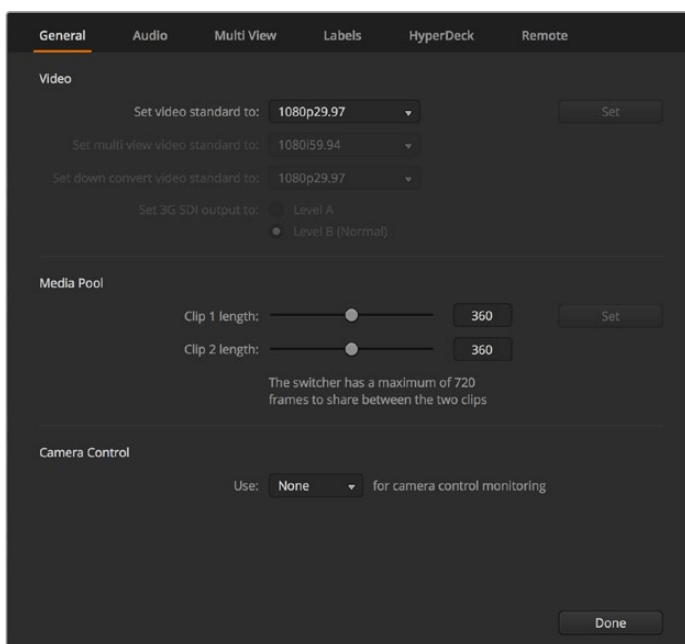 General Audio Multi View Labels HyperDeck Remote
Video
Set video standard to: 1080p29.97 Set
Set multi view video standard to: 1080i59.94
Set down convert video standard to: 1080p29.97
Set 3G SDI output to: Level A
Level B (Normal)
Media Pool
Clip 1 length: 360 Set
Clip 2 length: 360
The switcher has a maximum of 720
frames to share between the two clips
Camera Control
Use: None for camera control monitoring
Done